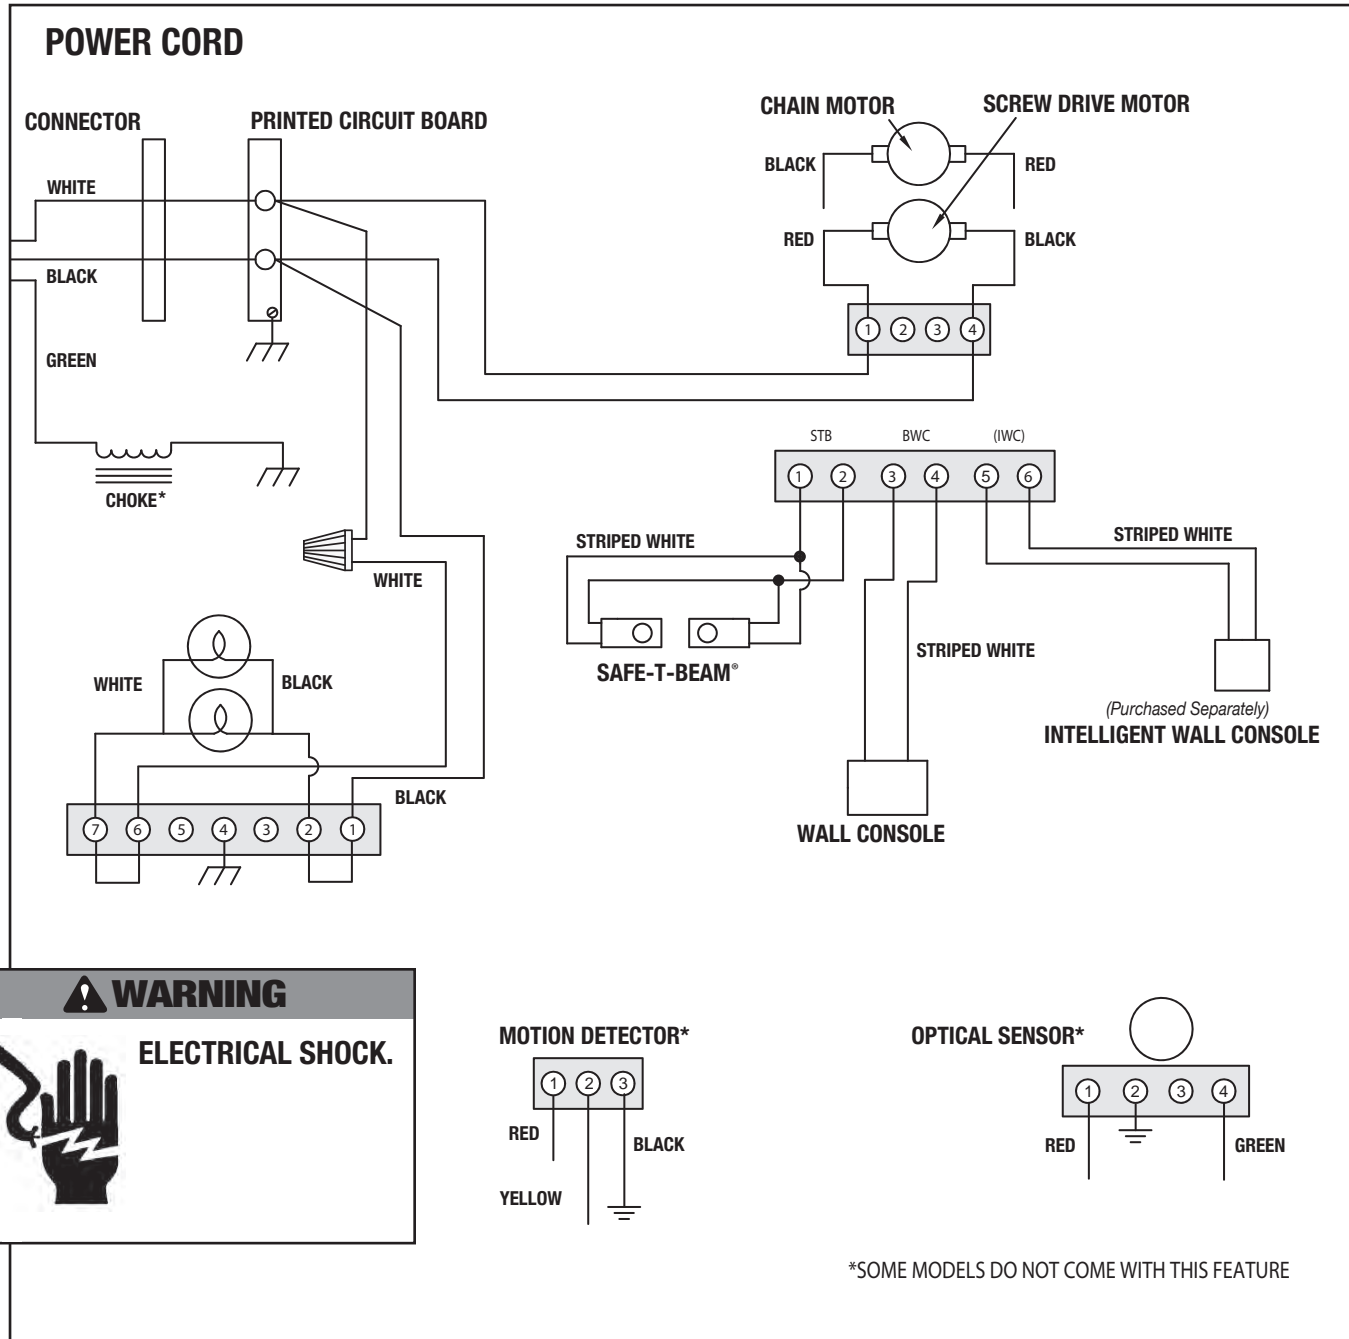 POWER CORD
CONNECTOR
PRINTED CIRCUIT BOARD
CHAIN MOTOR
SCREW DRIVE MOTOR
WHITE
BLACK
RED
RED
BLACK
BLACK
GREEN
1 2 3 4
CHOKE*
STB BWC (IWC)
1 2 3 4 5 6
STRIPED WHITE
STRIPED WHITE
WHITE
SAFE-T-BEAM®
STRIPED WHITE
WHITE
BLACK
(Purchased Separately)
INTELLIGENT WALL CONSOLE
BLACK
7 6 5 4 3 2 1
WALL CONSOLE
WARNING
ELECTRICAL SHOCK.
MOTION DETECTOR*
1 2 3
RED
BLACK
YELLOW
OPTICAL SENSOR*
1 2 3 4
RED
GREEN
*SOME MODELS DO NOT COME WITH THIS FEATURE